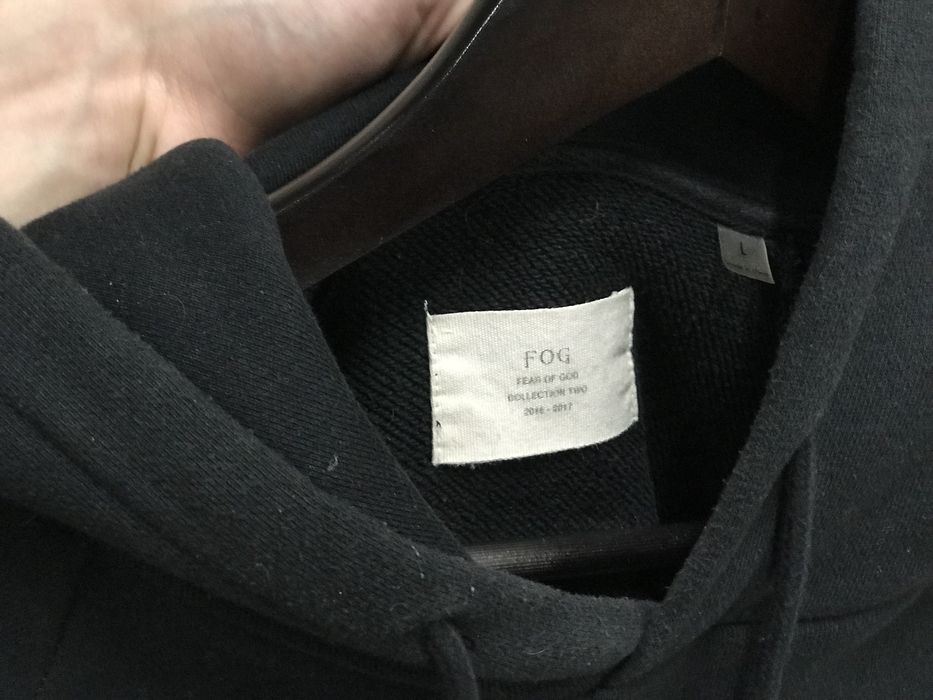 FOG
FEAR OF GOD
COLLECTION TWO
2016 - 2017
L